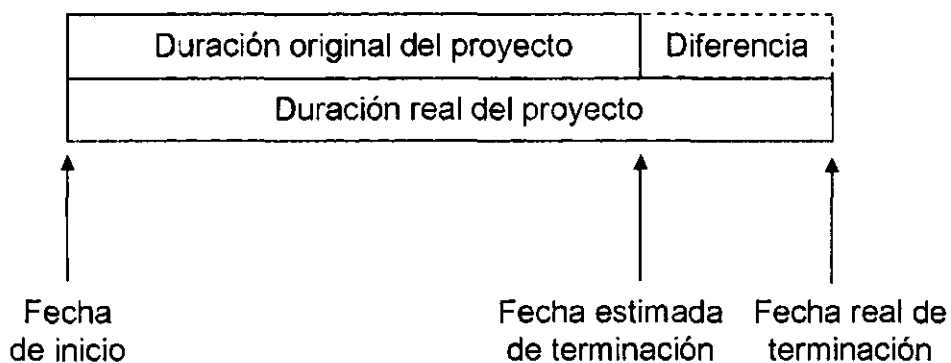 Duración original del proyecto
Diferencia
Duración real del proyecto
Fecha
de inicio
Fecha estimada
de terminación
Fecha real de
terminación